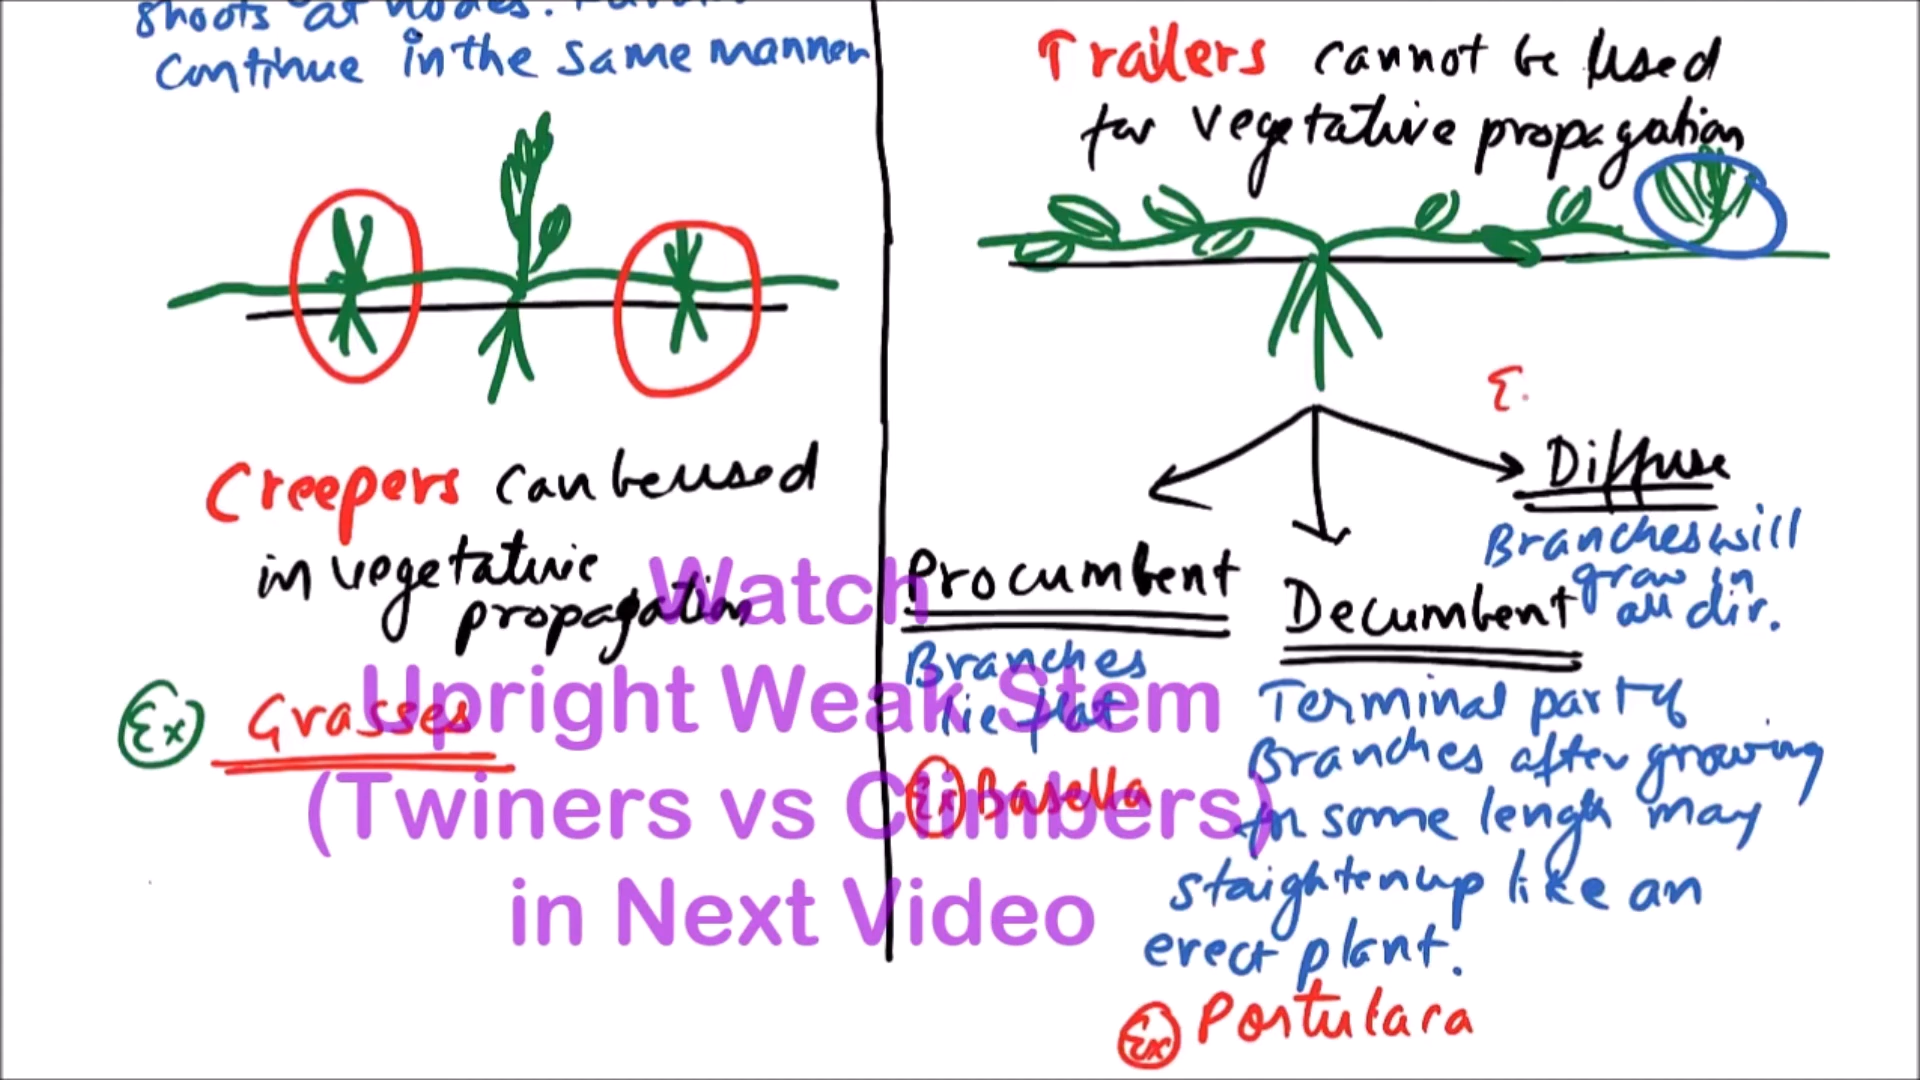 shoots at nodes.
continue in the same manner
Creepers can be used
in vegetative
propagation
Ex Grasses
Trailers cannot be used
for vegetative propagation
Σ.
Diffuse
Branches will
grow in
all dir.
Procumbent
Branches
lie flat
Ex Basella
Decumbent
Terminal part of
Branches after growing
for some length may
staighten up like an
erect plant.
Ex Portulaca
Watch
Upright Weak Stem
(Twiners vs Climbers)
in Next Video